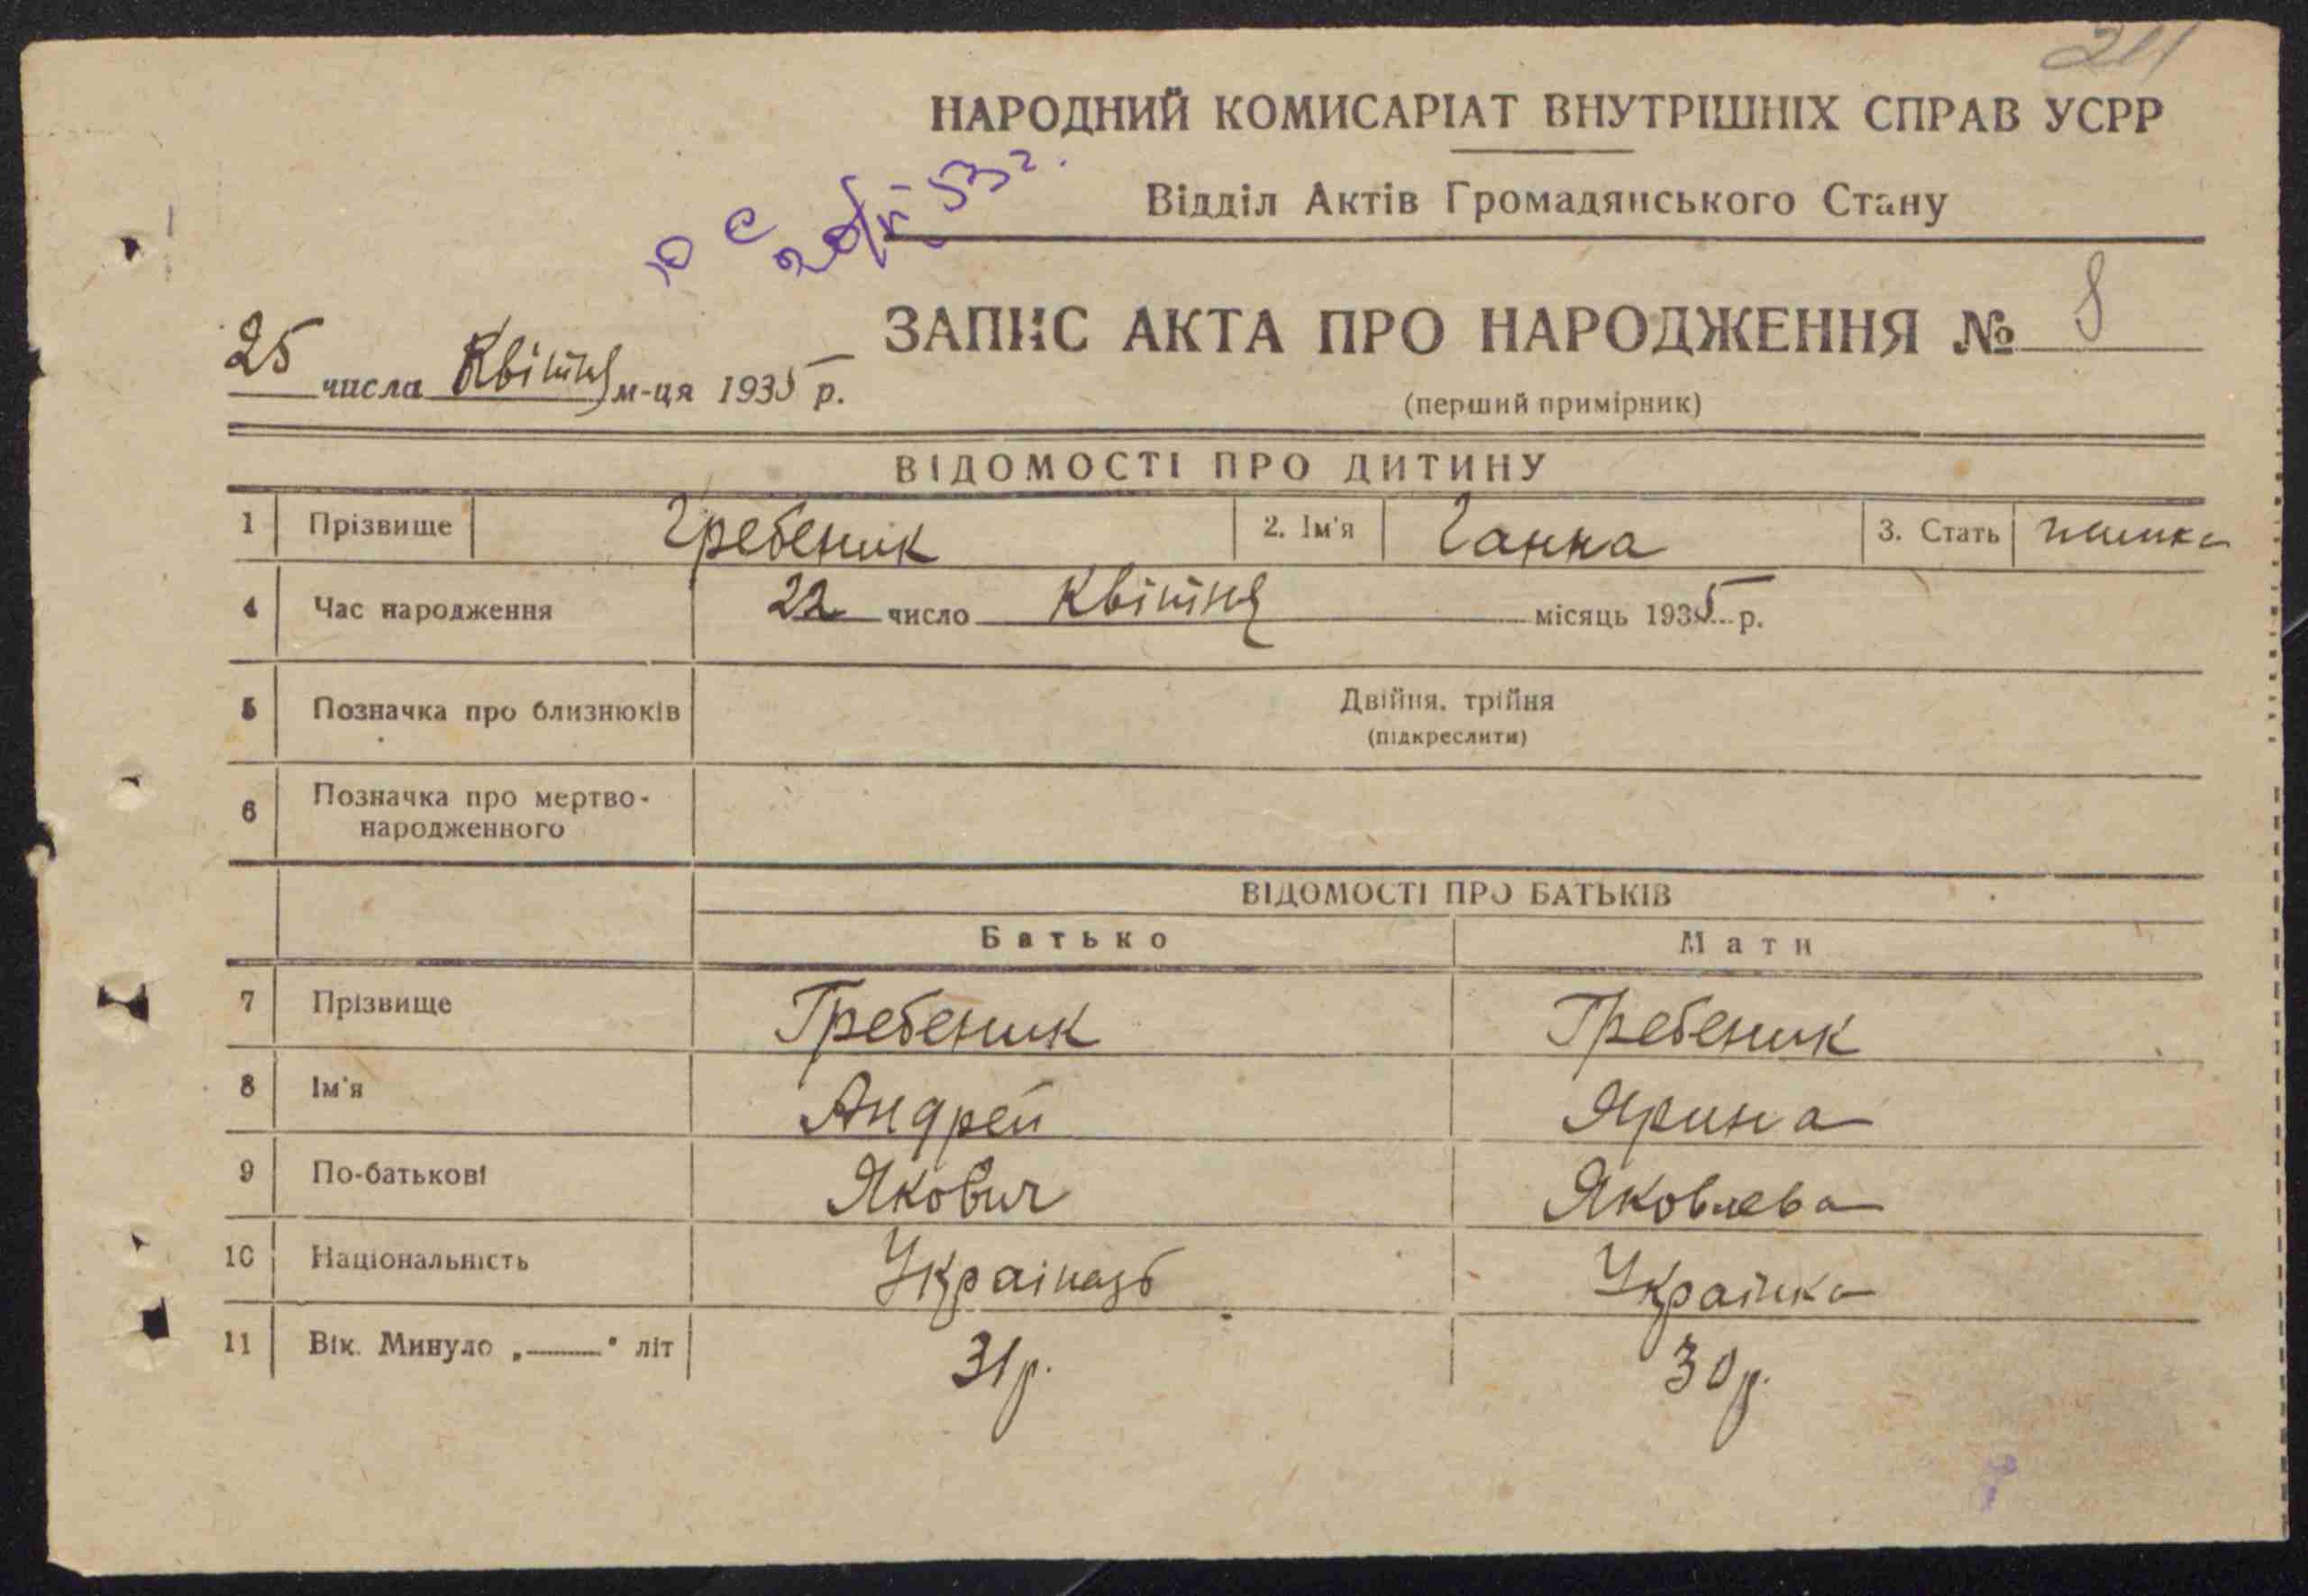 НАРОДНИЙ КОМИСАРІАТ ВНУТРІШНІХ СПРАВ УСРР
Відділ Актів Громадянського Стану
25 числа Квітня м-ця 1935 р.
ЗАПИС АКТА ПРО НАРОДЖЕННЯ № 8
(перший примірник)
ВІДОМОСТІ ПРО ДИТИНУ
1 Прізвище Гребеник 2. Ім'я Ганна 3. Стать
4 Час народження 22 число Квітня місяць 1935 р.
5 Позначка про близнюків Двійня, трійня
(підкреслити)
6 Позначка про мертво-
народженного
ВІДОМОСТІ ПРО БАТЬКІВ
Батько Мати
7 Прізвище Гребеник Гребеник
8 Ім'я Андрей Ярина
9 По-батькові Якович Яковлева
10 Національність Українець Українка
11 Вік. Минуло „——" літ 31р. 30р.